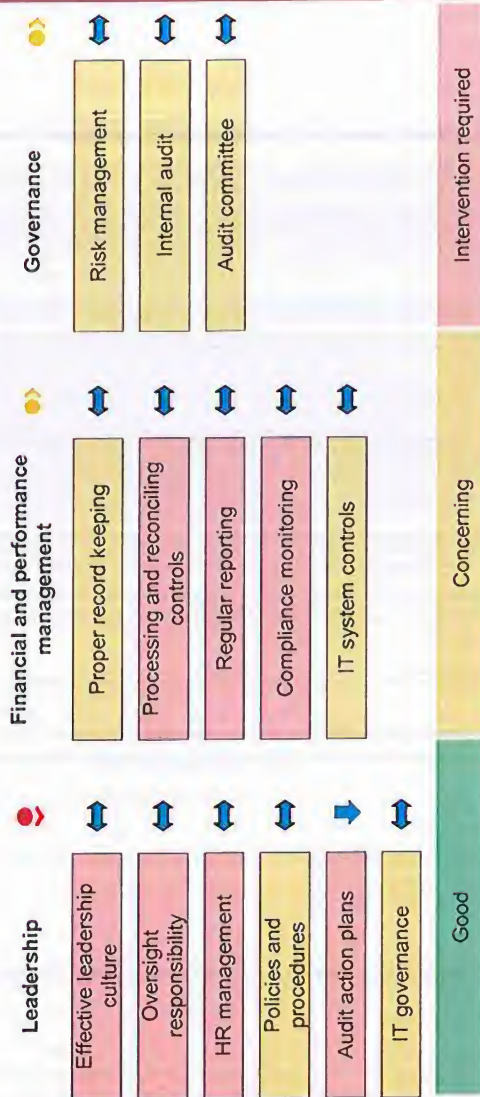 Leadership
Effective leadership
culture
Oversight
responsibility
HR management
Policies and
procedures
Audit action plans
IT governance
Financial and performance
management
Proper record keeping
Processing and reconciling
controls
Regular reporting
Compliance monitoring
IT system controls
Governance
Risk management
Internal audit
Audit committee
Good
Concerning
Intervention required